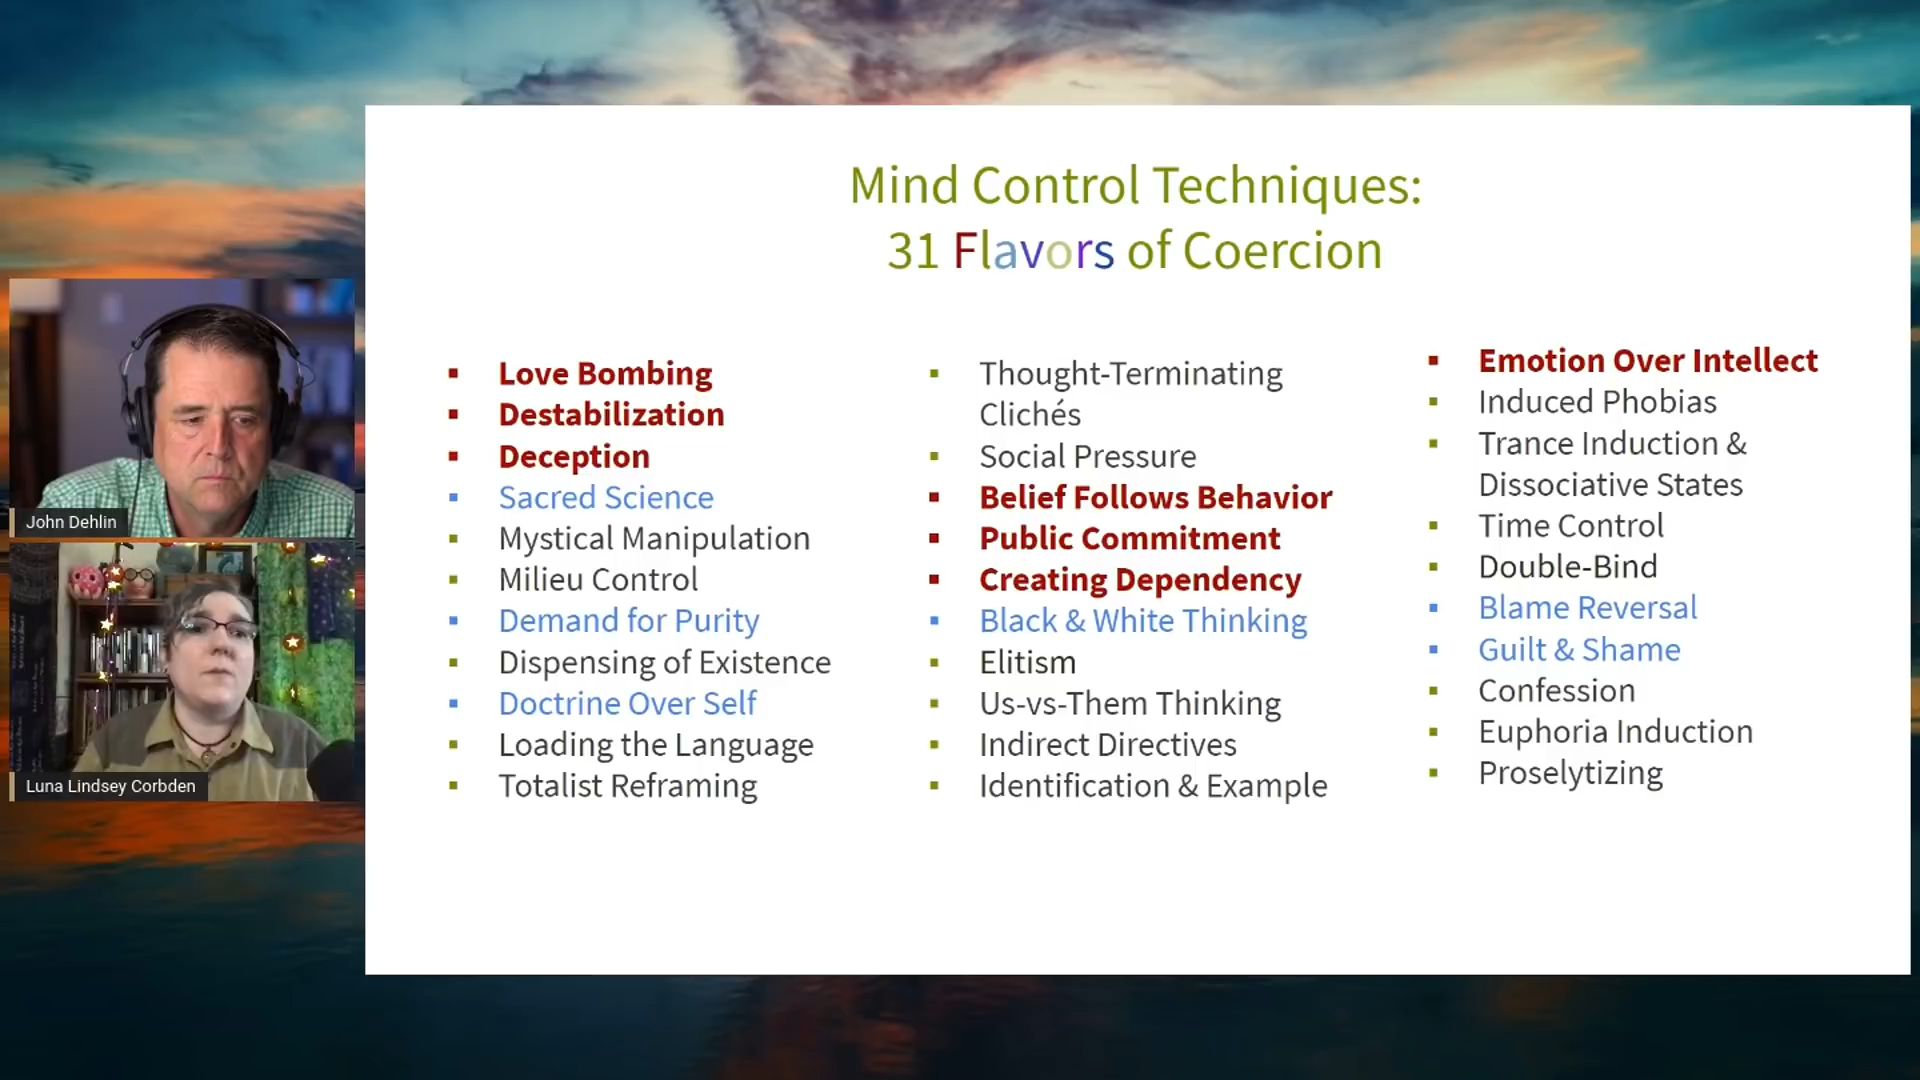 Mind Control Techniques:
31 Flavors of Coercion
Love Bombing
Destabilization
Deception
Sacred Science
Mystical Manipulation
Milieu Control
Demand for Purity
Dispensing of Existence
Doctrine Over Self
Loading the Language
Totalist Reframing
Thought-Terminating
Clichés
Social Pressure
Belief Follows Behavior
Public Commitment
Creating Dependency
Black & White Thinking
Elitism
Us-vs-Them Thinking
Indirect Directives
Identification & Example
Emotion Over Intellect
Induced Phobias
Trance Induction &
Dissociative States
Time Control
Double-Bind
Blame Reversal
Guilt & Shame
Confession
Euphoria Induction
Proselytizing
John Dehlin
Luna Lindsey Corbden